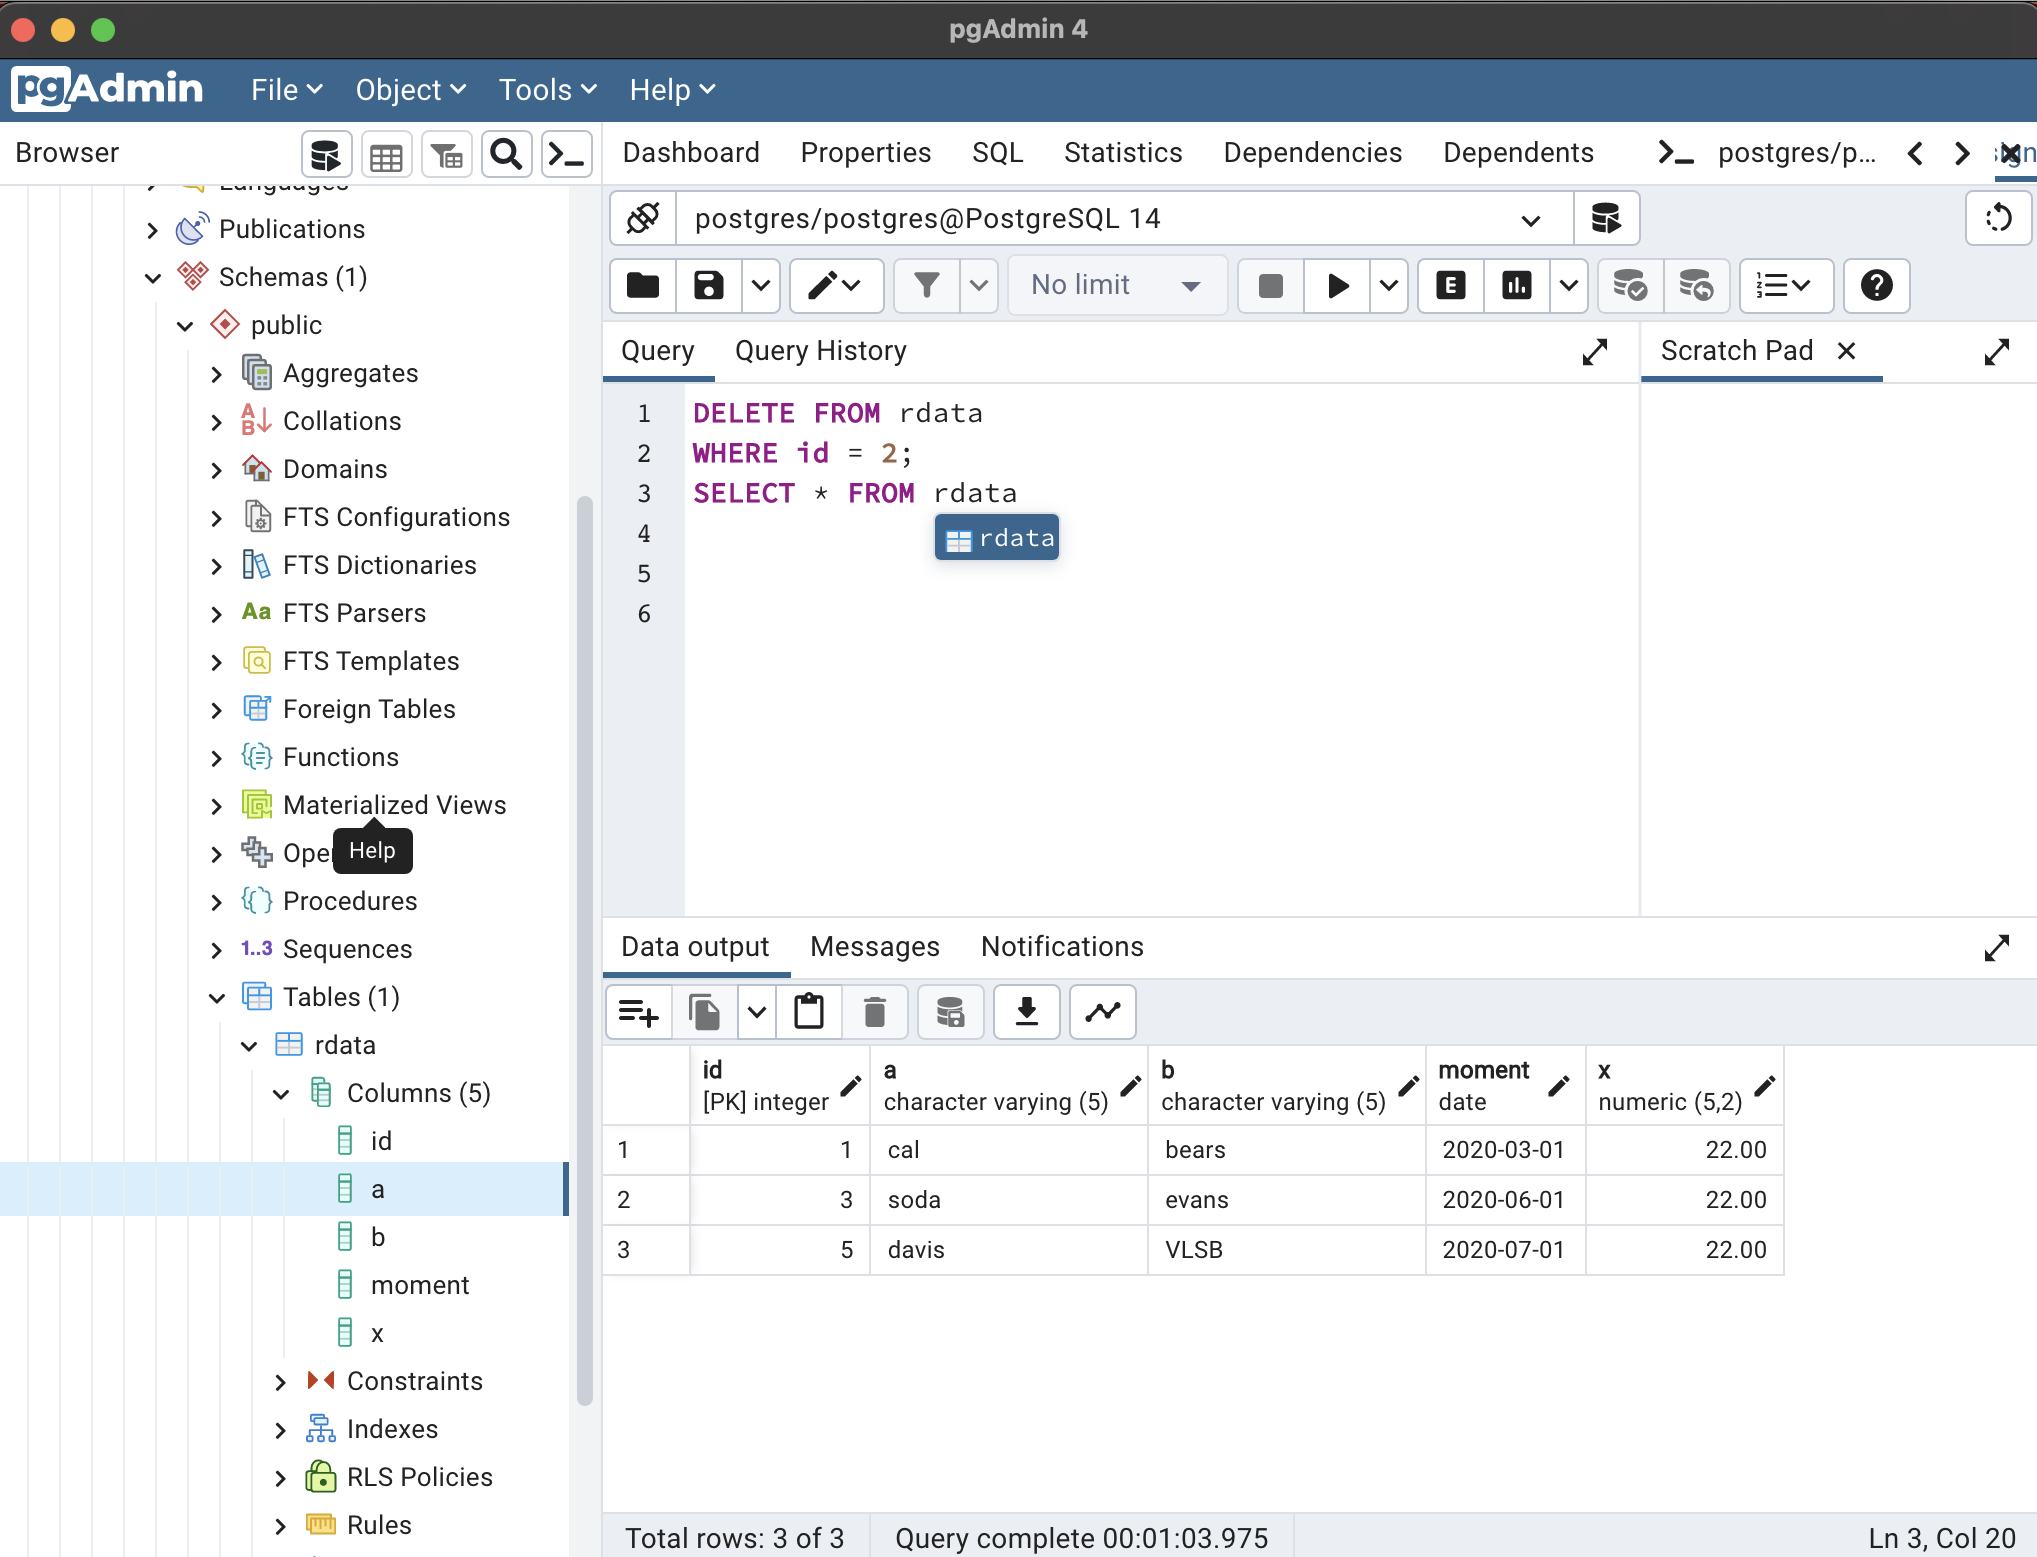 pgAdmin 4
pgAdmin File Object Tools Help
Browser
Dashboard Properties SQL Statistics Dependencies Dependents postgres/p...
Languages
Publications
Schemas (1)
public
Aggregates
Collations
Domains
FTS Configurations
FTS Dictionaries
Aa FTS Parsers
FTS Templates
Foreign Tables
Functions
Materialized Views
Help
Procedures
1..3 Sequences
Tables (1)
rdata
Columns (5)
id
a
b
moment
x
Constraints
Indexes
RLS Policies
Rules
postgres/postgres@PostgreSQL 14
No limit
E
Query Query History
Scratch Pad
1 DELETE FROM rdata
2 WHERE id = 2;
3 SELECT * FROM rdata
4
rdata
5
6
Data output Messages Notifications
id a b moment x
[PK] integer character varying (5) character varying (5) date numeric (5,2)
1 1 cal bears 2020-03-01 22.00
2 3 soda evans 2020-06-01 22.00
3 5 davis VLSB 2020-07-01 22.00
Total rows: 3 of 3 Query complete 00:01:03.975 Ln 3, Col 20